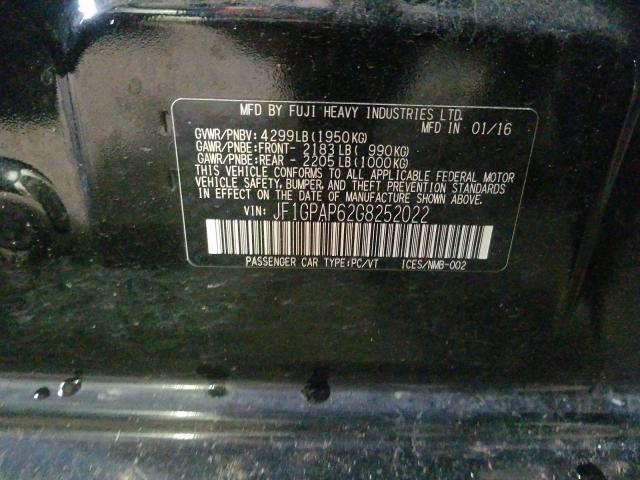 MFD BY FUJI HEAVY INDUSTRIES LTD.
MFD IN 01/16
GVWR/PNBV: 4299LB(1950KG)
GAWR/PNBE:FRONT- 2183LB( 990KG)
GAWR/PNBE:REAR - 2205LB(1000KG)
THIS VEHICLE CONFORMS TO ALL APPLICABLE FEDERAL MOTOR
VEHICLE SAFETY, BUMPER, AND THEFT PREVENTION STANDARDS
IN EFFECT ON THE DATE OF MANUFACTURE SHOWN ABOVE.
VIN: JF1GPAP62G8252022
PASSENGER CAR TYPE:PC/VT ICES/NMB-002